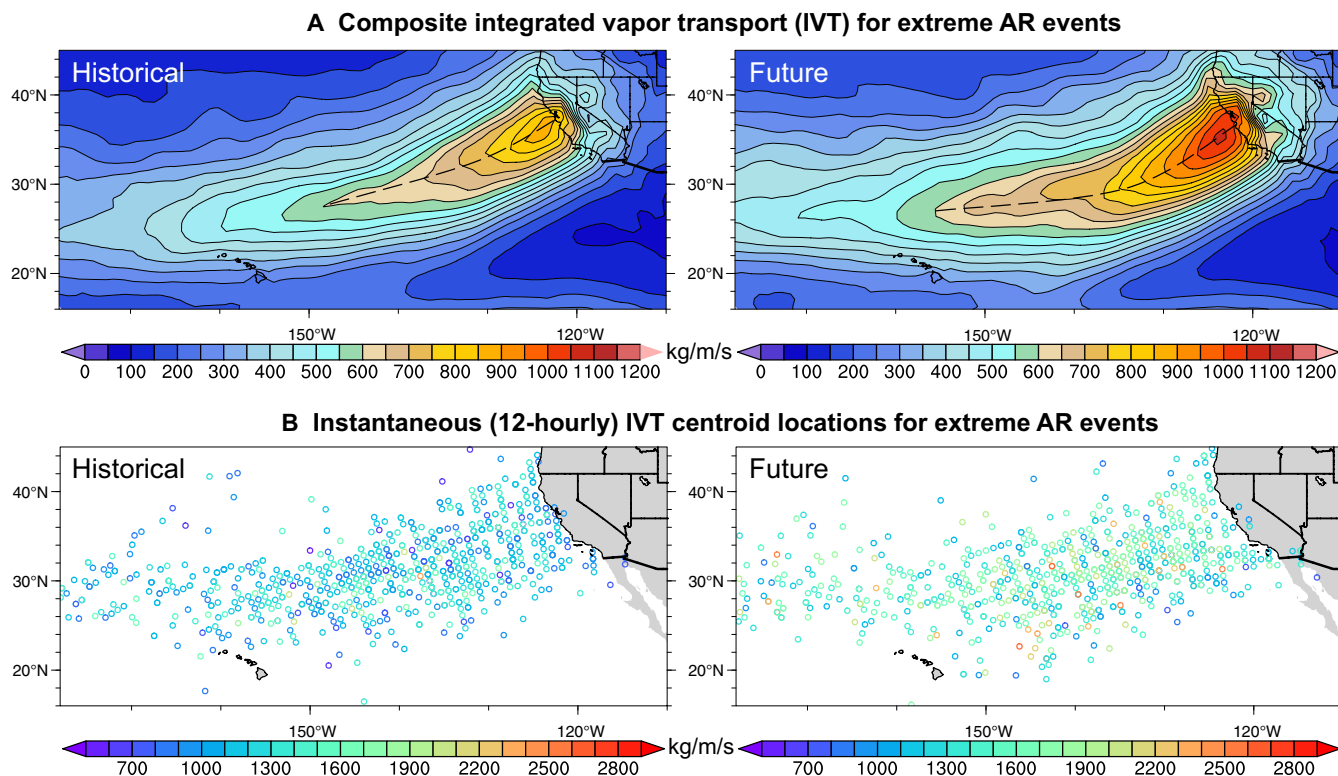 A Composite integrated vapor transport (IVT) for extreme AR events
Historical
Future
40°N
30°N
20°N
40°N
30°N
20°N
150°W 120°W
150°W 120°W
0 100 200 300 400 500 600 700 800 900 1000 1100 1200
kg/m/s
0 100 200 300 400 500 600 700 800 900 1000 1100 1200
B Instantaneous (12-hourly) IVT centroid locations for extreme AR events
Historical
Future
40°N
30°N
20°N
40°N
30°N
20°N
150°W 120°W
150°W 120°W
700 1000 1300 1600 1900 2200 2500 2800
kg/m/s
700 1000 1300 1600 1900 2200 2500 2800